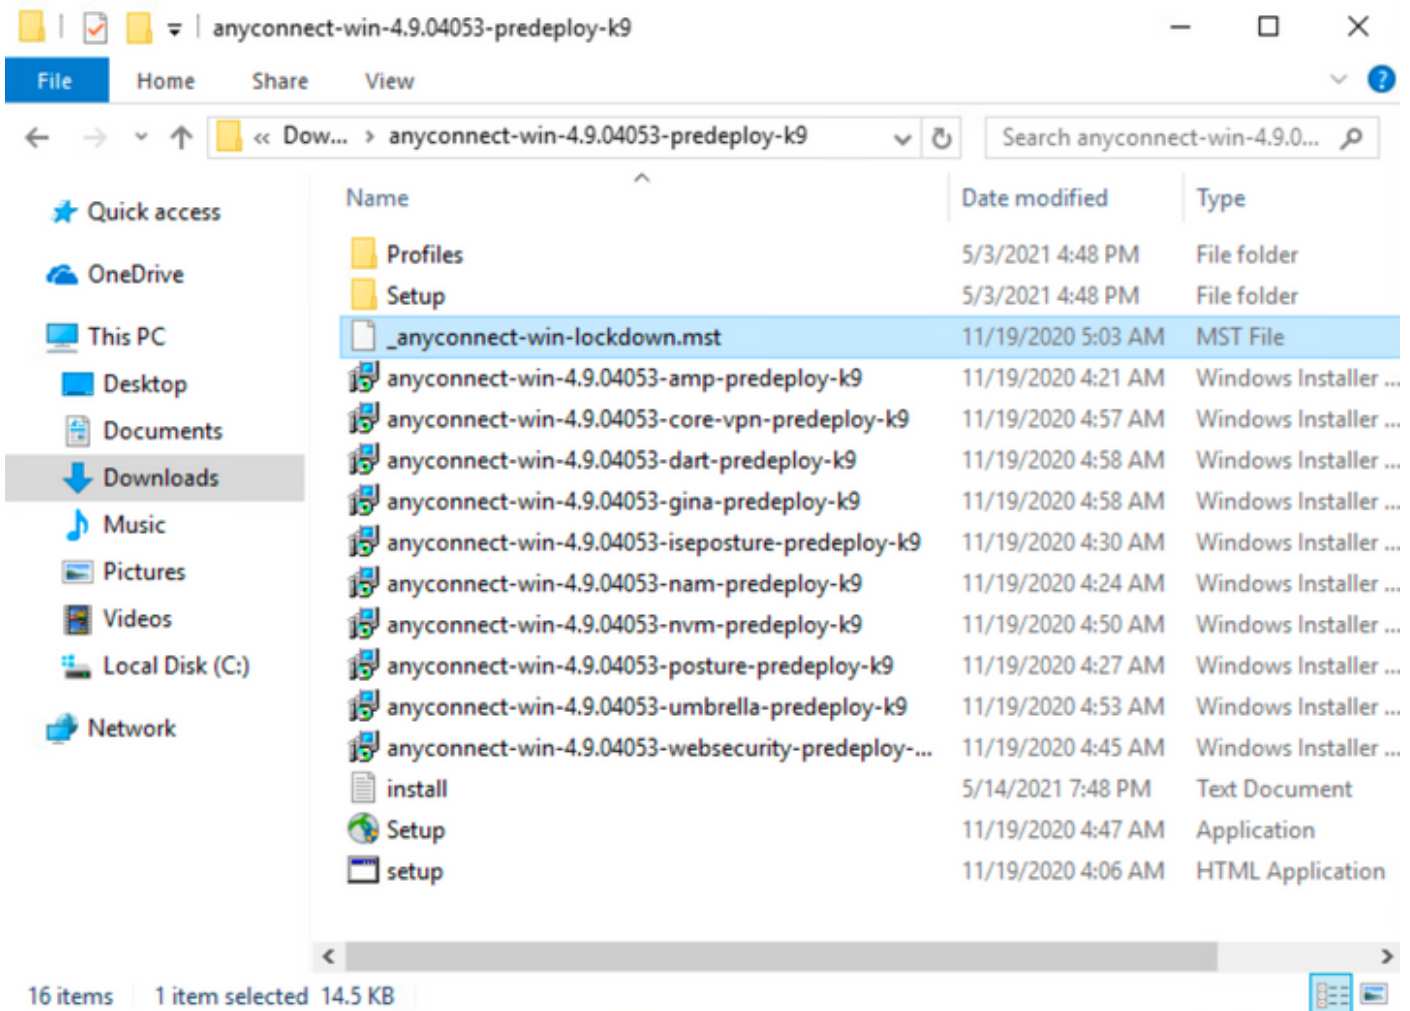 anyconnect-win-4.9.04053-predeploy-k9
File Home Share View
« Dow... › anyconnect-win-4.9.04053-predeploy-k9 Search anyconnect-win-4.9.0...
Name Date modified Type
Quick access
OneDrive
This PC
Desktop
Documents
Downloads
Music
Pictures
Videos
Local Disk (C:)
Network
Profiles 5/3/2021 4:48 PM File folder
Setup 5/3/2021 4:48 PM File folder
_anyconnect-win-lockdown.mst 11/19/2020 5:03 AM MST File
anyconnect-win-4.9.04053-amp-predeploy-k9 11/19/2020 4:21 AM Windows Installer ...
anyconnect-win-4.9.04053-core-vpn-predeploy-k9 11/19/2020 4:57 AM Windows Installer ...
anyconnect-win-4.9.04053-dart-predeploy-k9 11/19/2020 4:58 AM Windows Installer ...
anyconnect-win-4.9.04053-gina-predeploy-k9 11/19/2020 4:58 AM Windows Installer ...
anyconnect-win-4.9.04053-iseposture-predeploy-k9 11/19/2020 4:30 AM Windows Installer ...
anyconnect-win-4.9.04053-nam-predeploy-k9 11/19/2020 4:24 AM Windows Installer ...
anyconnect-win-4.9.04053-nvm-predeploy-k9 11/19/2020 4:50 AM Windows Installer ...
anyconnect-win-4.9.04053-posture-predeploy-k9 11/19/2020 4:27 AM Windows Installer ...
anyconnect-win-4.9.04053-umbrella-predeploy-k9 11/19/2020 4:53 AM Windows Installer ...
anyconnect-win-4.9.04053-websecurity-predeploy-... 11/19/2020 4:45 AM Windows Installer ...
install 5/14/2021 7:48 PM Text Document
Setup 11/19/2020 4:47 AM Application
setup 11/19/2020 4:06 AM HTML Application
16 items 1 item selected 14.5 KB